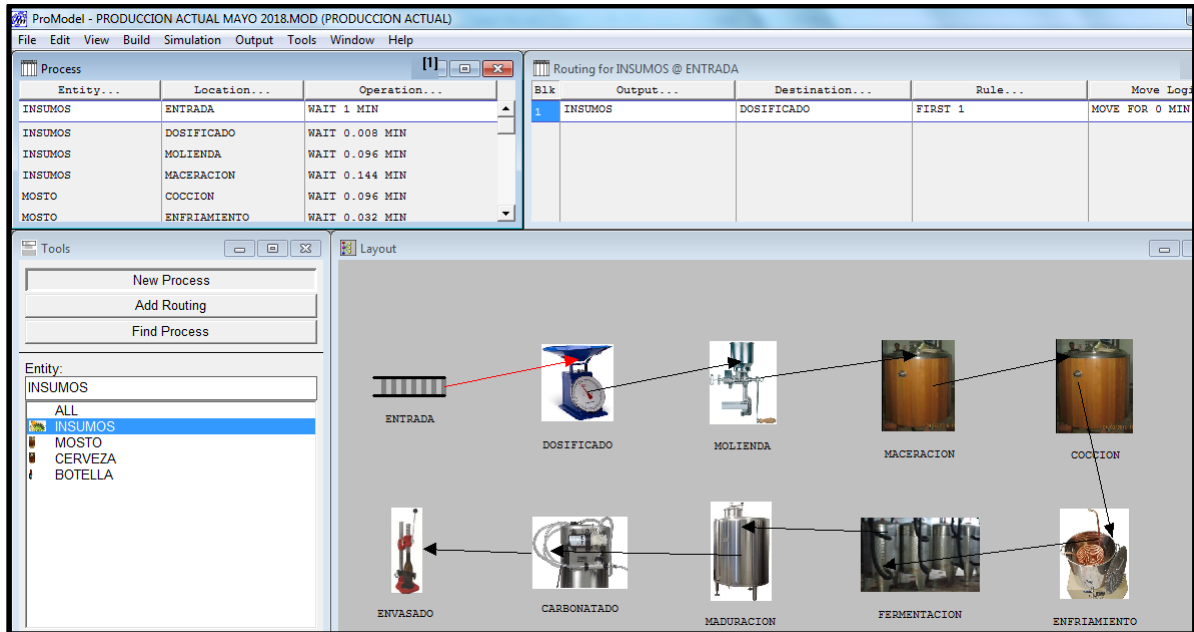 ProModel - PRODUCCION ACTUAL MAYO 2018.MOD (PRODUCCION ACTUAL)
File Edit View Build Simulation Output Tools Window Help
Process [1]
Entity... Location... Operation...
INSUMOS ENTRADA WAIT 1 MIN
INSUMOS DOSIFICADO WAIT 0.008 MIN
INSUMOS MOLIENDA WAIT 0.096 MIN
INSUMOS MACERACION WAIT 0.144 MIN
MOSTO COCCION WAIT 0.096 MIN
MOSTO ENFRIAMIENTO WAIT 0.032 MIN
Routing for INSUMOS @ ENTRADA
Blk Output... Destination... Rule... Move Logi
1 INSUMOS DOSIFICADO FIRST 1 MOVE FOR 0 MIN
Tools
New Process
Add Routing
Find Process
Entity:
INSUMOS
ALL
INSUMOS
MOSTO
CERVEZA
BOTELLA
Layout
ENTRADA
DOSIFICADO
MOLIENDA
MACERACION
COCCION
ENVASADO
CARBONATADO
MADURACION
FERMENTACION
ENFRIAMIENTO